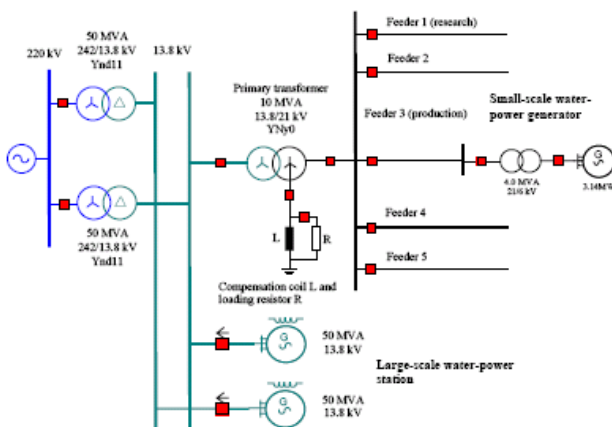 50 MVA
242/13.8 kV
Ynd11
220 kV
13.8 kV
Primary transformer
10 MVA
13.8/21 kV
YNy0
Feeder 1 (research)
Feeder 2
Feeder 3 (production)
Small-scale water-
power generator
G
4.0 MVA
21/6 kV
3.14MW
50 MVA
242/13.8 kV
Ynd11
L
R
Feeder 4
Feeder 5
Compensation coil L and
loading resistor R
G
50 MVA
13.8 kV
Large-scale water-power
station
G
50 MVA
13.8 kV